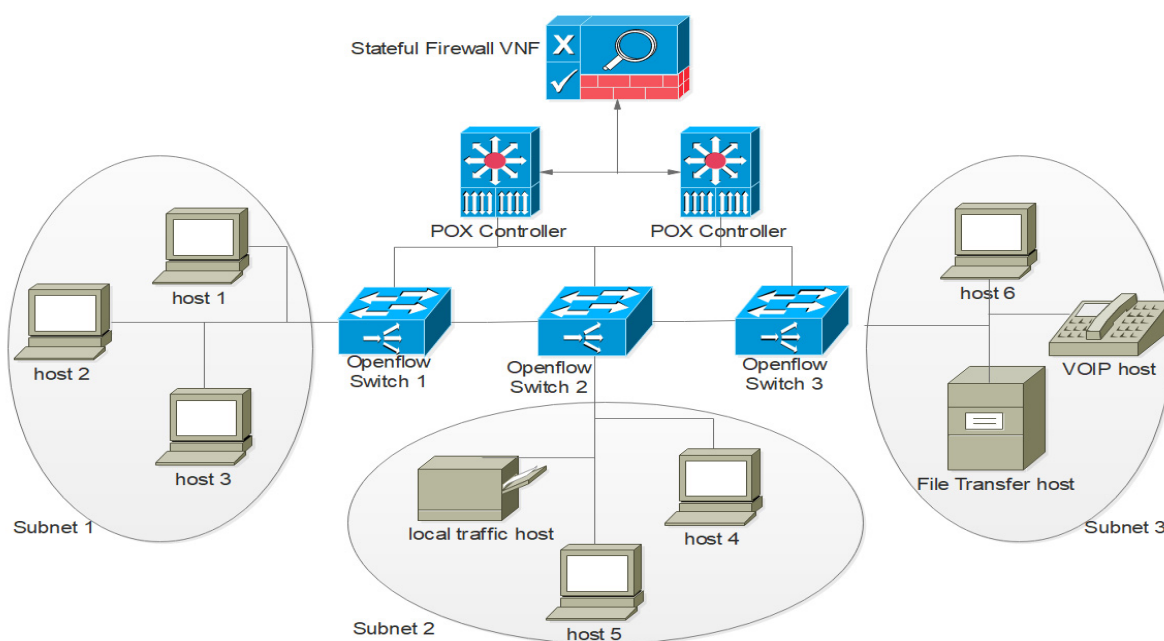 Stateful Firewall VNF
POX Controller
POX Controller
host 1
host 2
host 3
Subnet 1
Openflow
Switch 1
Openflow
Switch 2
Openflow
Switch 3
host 6
VOIP host
File Transfer host
Subnet 3
local traffic host
host 4
host 5
Subnet 2